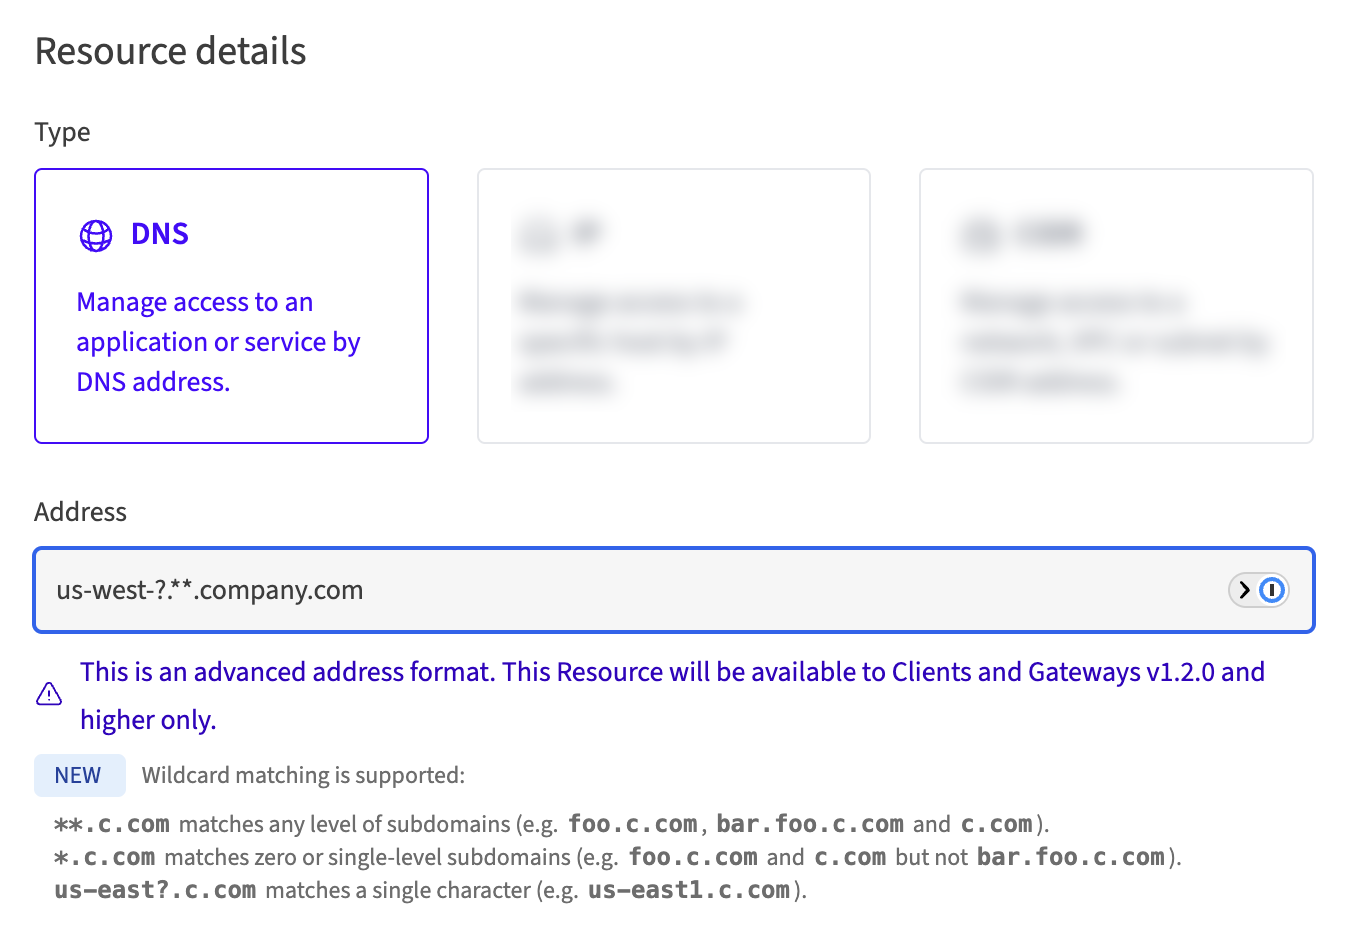 Resource details
Type
DNS
Manage access to an
application or service by
DNS address.
Address
us-west-?.**.company.com
This is an advanced address format. This Resource will be available to Clients and Gateways v1.2.0 and
higher only.
NEW Wildcard matching is supported:
**.c.com matches any level of subdomains (e.g. foo.c.com, bar.foo.c.com and c.com).
*.c.com matches zero or single-level subdomains (e.g. foo.c.com and c.com but not bar.foo.c.com).
us-east?.c.com matches a single character (e.g. us-east1.c.com).